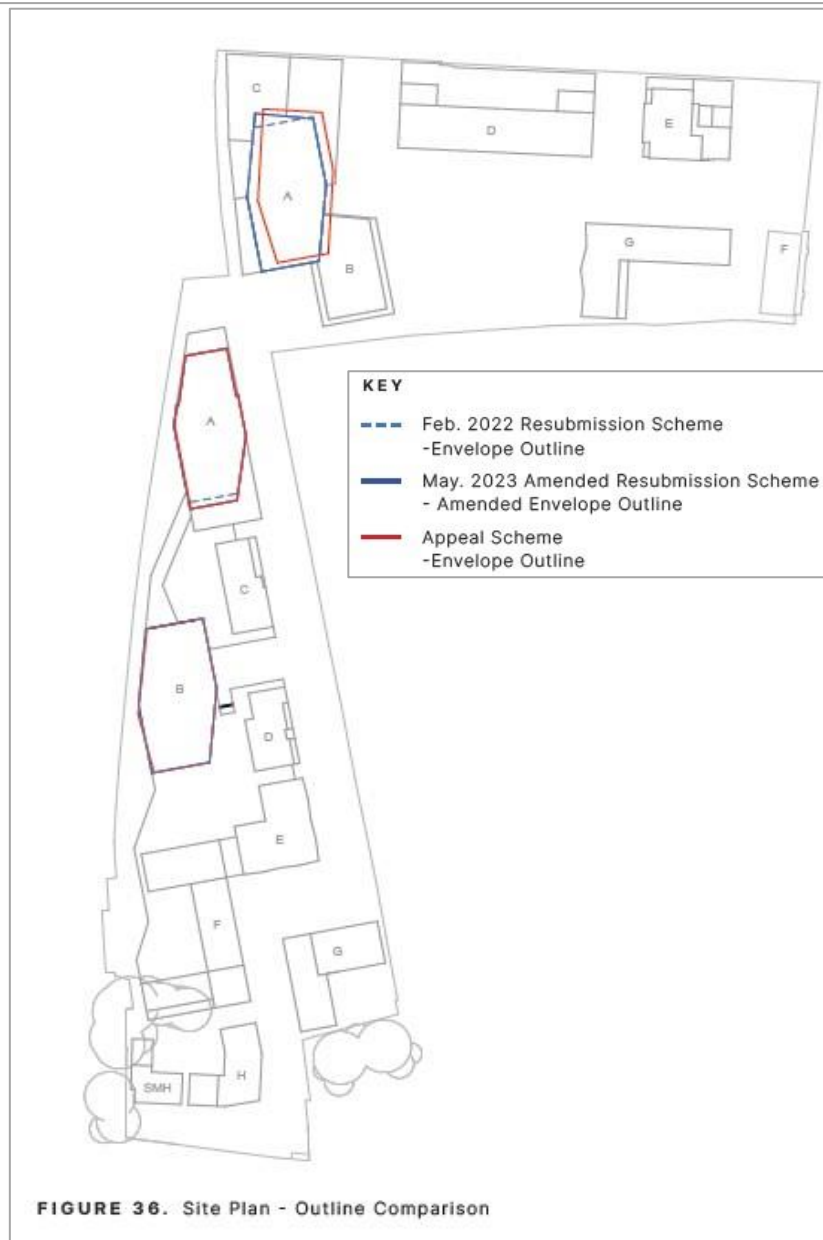 C
D
E
A
G
F
B
KEY
Feb. 2022 Resubmission Scheme
-Envelope Outline
May. 2023 Amended Resubmission Scheme
- Amended Envelope Outline
Appeal Scheme
-Envelope Outline
A
C
B
D
E
F
G
H
SMH
FIGURE 36. Site Plan - Outline Comparison